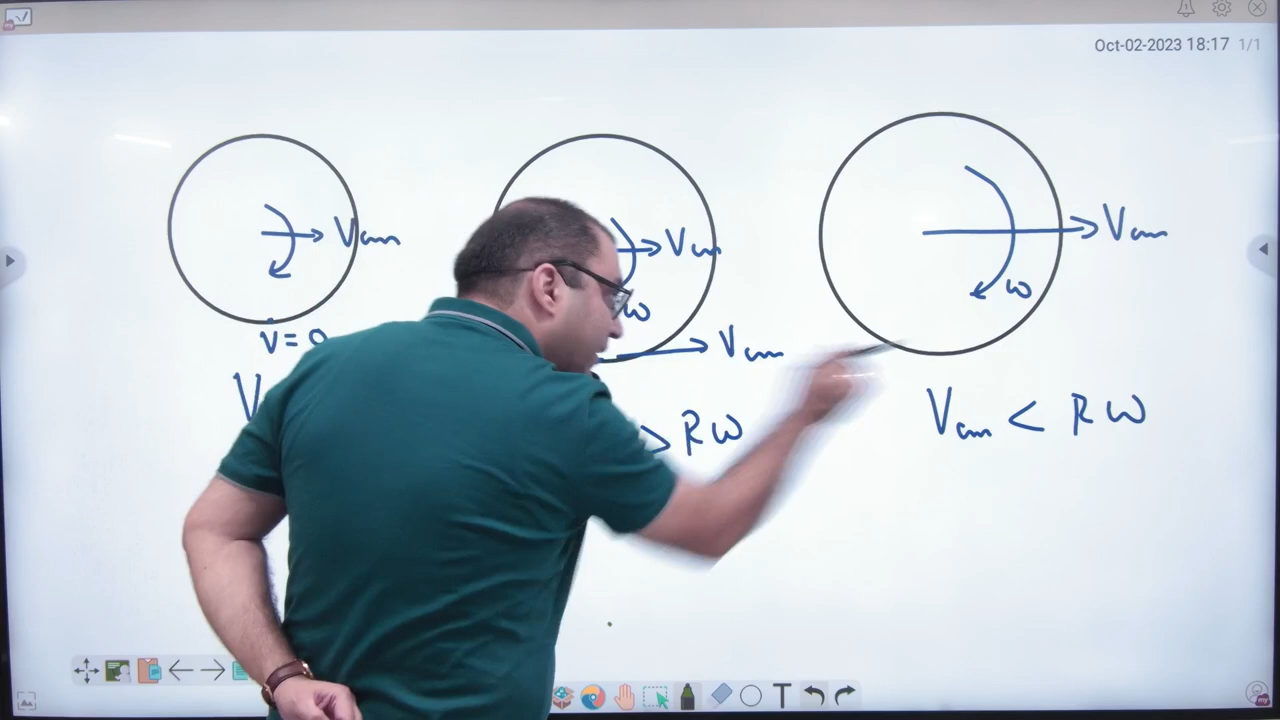 Oct-02-2023 18:17 1/1
Vcm
Vcm
Vcm
ω
ω
v=0
Vcm
V
> Rω
Vcm < Rω
T